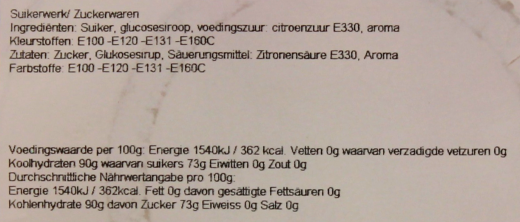 Suikerwerk/ Zuckerwaren
Ingrediënten: Suiker, glucosesiroop, voedingszuur: citroenzuur E330, aroma
Kleurstoffen: E100 -E120 -E131 -E160C
Zutaten: Zucker, Glukosesirup, Säuerungsmittel: Zitronensäure E330, Aroma
Farbstoffe: E100 -E120 -E131 -E160C
Voedingswaarde per 100g: Energie 1540kJ / 362 kcal. Vetten 0g waarvan verzadigde vetzuren 0g
Koolhydraten 90g waarvan suikers 73g Eiwitten 0g Zout 0g
Durchschnittliche Nährwertangabe pro 100g:
Energie 1540kJ / 362kcal. Fett 0g davon gesättigte Fettsäuren 0g
Kohlenhydrate 90g davon Zucker 73g Eiweiss 0g Salz 0g